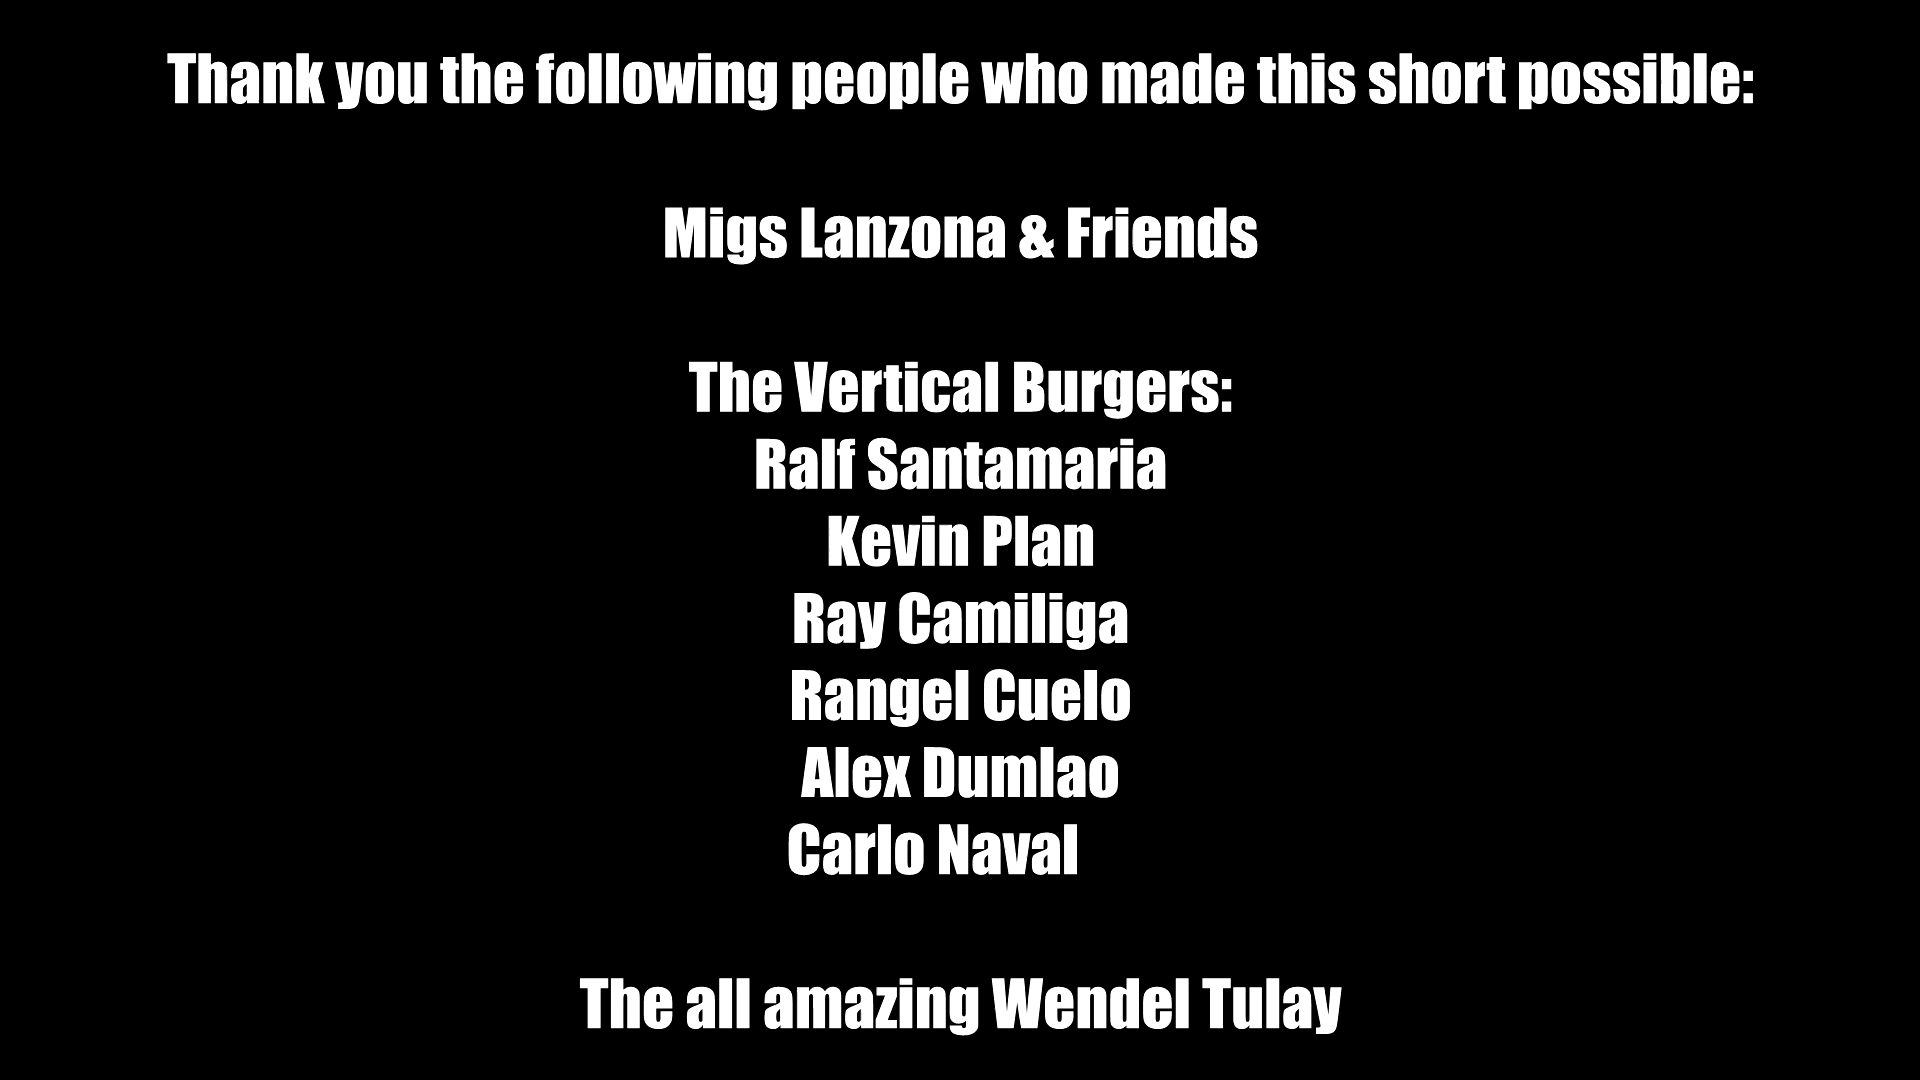 Thank you the following people who made this short possible:
Migs Lanzona & Friends
The Vertical Burgers:
Ralf Santamaria
Kevin Plan
Ray Camiliga
Rangel Cuelo
Alex Dumlao
Carlo Naval
The all amazing Wendel Tulay